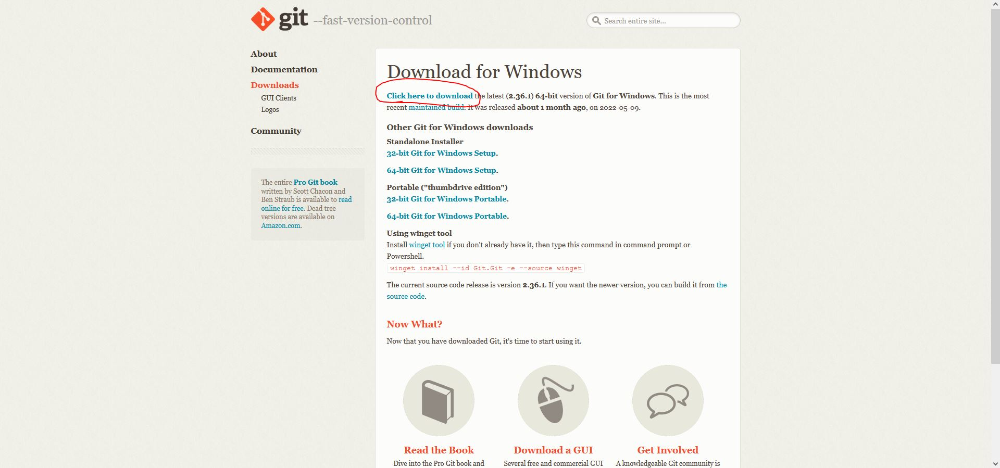 git --fast-version-control
Search entire site...
About
Documentation
Downloads
GUI Clients
Logos
Community
The entire Pro Git book
written by Scott Chacon and
Ben Straub is available to read
online for free. Dead tree
versions are available on
Amazon.com.
Download for Windows
Click here to download the latest (2.36.1) 64-bit version of Git for Windows. This is the most
recent maintained build. It was released about 1 month ago, on 2022-05-09.
Other Git for Windows downloads
Standalone Installer
32-bit Git for Windows Setup.
64-bit Git for Windows Setup.
Portable ("thumbdrive edition")
32-bit Git for Windows Portable.
64-bit Git for Windows Portable.
Using winget tool
Install winget tool if you don't already have it, then type this command in command prompt or
Powershell.
winget install --id Git.Git -e --source winget
The current source code release is version 2.36.1. If you want the newer version, you can build it from the
source code.
Now What?
Now that you have downloaded Git, it's time to start using it.
Read the Book
Dive into the Pro Git book and
Download a GUI
Several free and commercial GUI
Get Involved
A knowledgeable Git community is